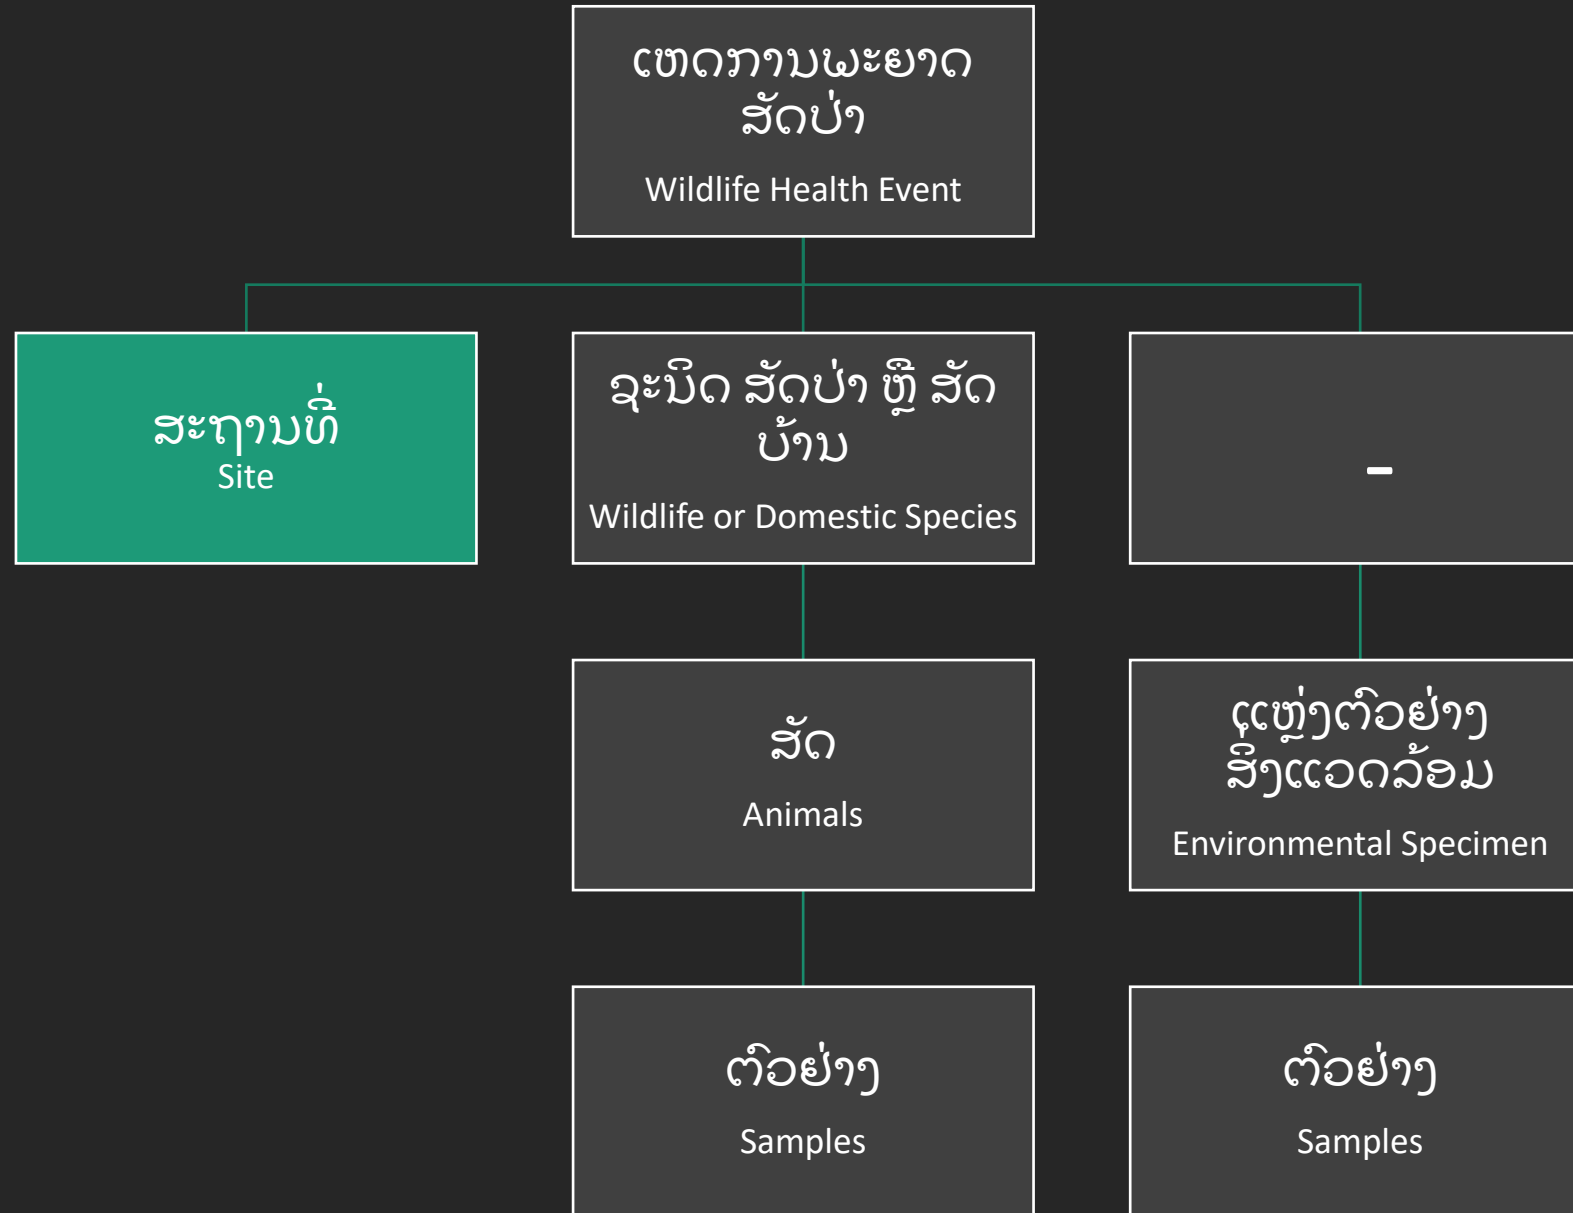 ເຫດການພະຍາດ
ສັດປ່າ
Wildlife Health Event
ສະຖານທີ່
Site
ຊະນິດ ສັດປ່າ ຫຼື ສັດ
ບ້ານ
Wildlife or Domestic Species
-
ສັດ
Animals
ແຫຼ່ງຕົວຢ່າງ
ສິ່ງແວດລ້ອມ
Environmental Specimen
ຕົວຢ່າງ
Samples
ຕົວຢ່າງ
Samples